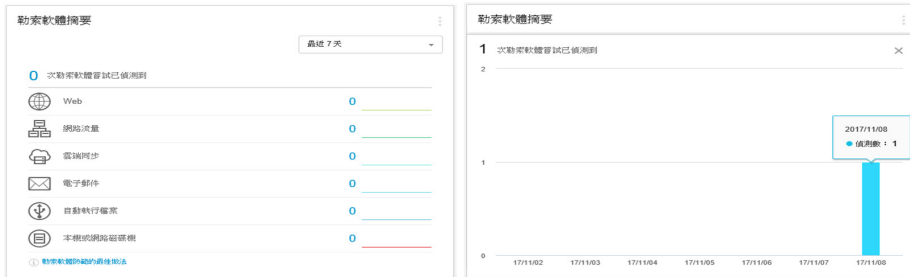 勒索軟體摘要
最近 7 天
0 次勒索軟體嘗試已偵測到
Web 0
網路流量 0
雲端同步 0
電子郵件 0
自動執行檔案 0
本機或網路磁碟機 0
勒索軟體防範的最佳做法
勒索軟體摘要
1 次勒索軟體嘗試已偵測到
2
2017/11/08
偵測數： 1
1
0
17/11/02 17/11/03 17/11/04 17/11/05 17/11/06 17/11/07 17/11/08